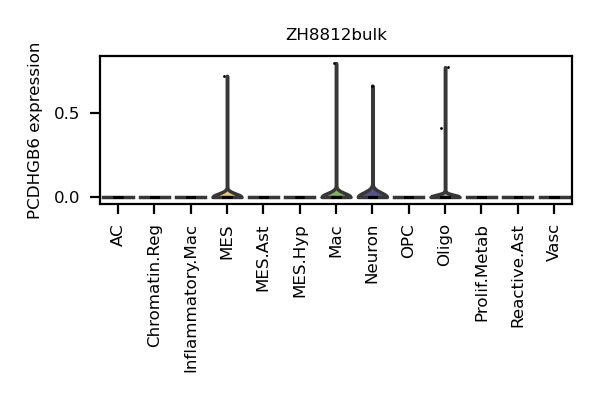 ZH8812bulk
PCDHGB6 expression
0.5
0.0
AC
Chromatin.Reg
Inflammatory.Mac
MES
MES.Ast
MES.Hyp
Mac
Neuron
OPC
Oligo
Prolif.Metab
Reactive.Ast
Vasc